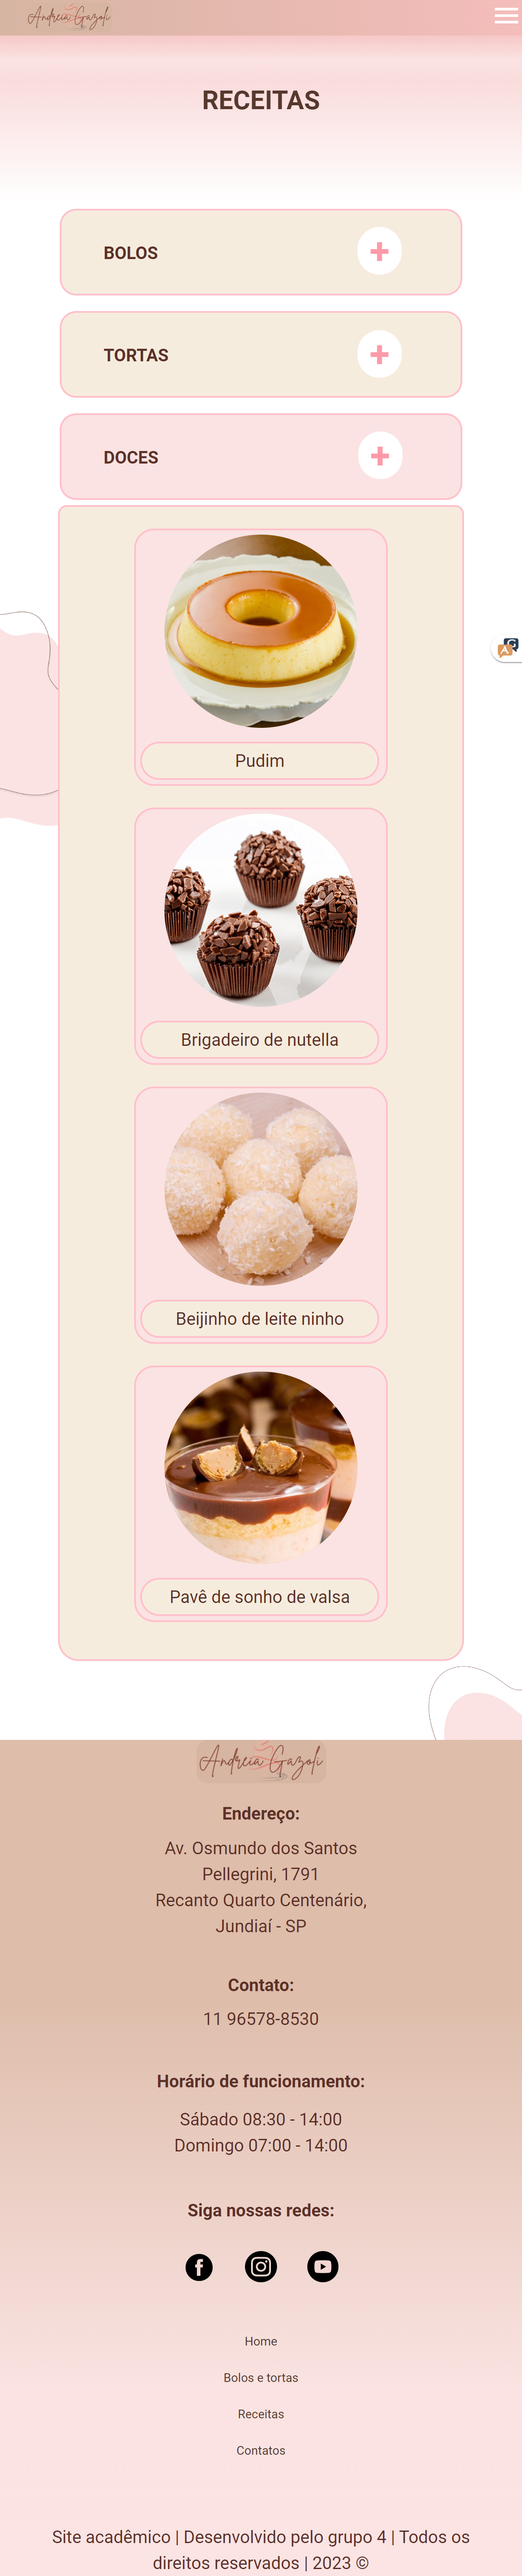 Andreia Gazoli
RECEITAS
BOLOS
TORTAS
DOCES
Pudim
Brigadeiro de nutella
Beijinho de leite ninho
Pavê de sonho de valsa
Andreia Gazoli
Endereço:
Av. Osmundo dos Santos
Pellegrini, 1791
Recanto Quarto Centenário,
Jundiaí - SP
Contato:
11 96578-8530
Horário de funcionamento:
Sábado 08:30 - 14:00
Domingo 07:00 - 14:00
Siga nossas redes:
Home
Bolos e tortas
Receitas
Contatos
Site acadêmico | Desenvolvido pelo grupo 4 | Todos os
direitos reservados | 2023 ©